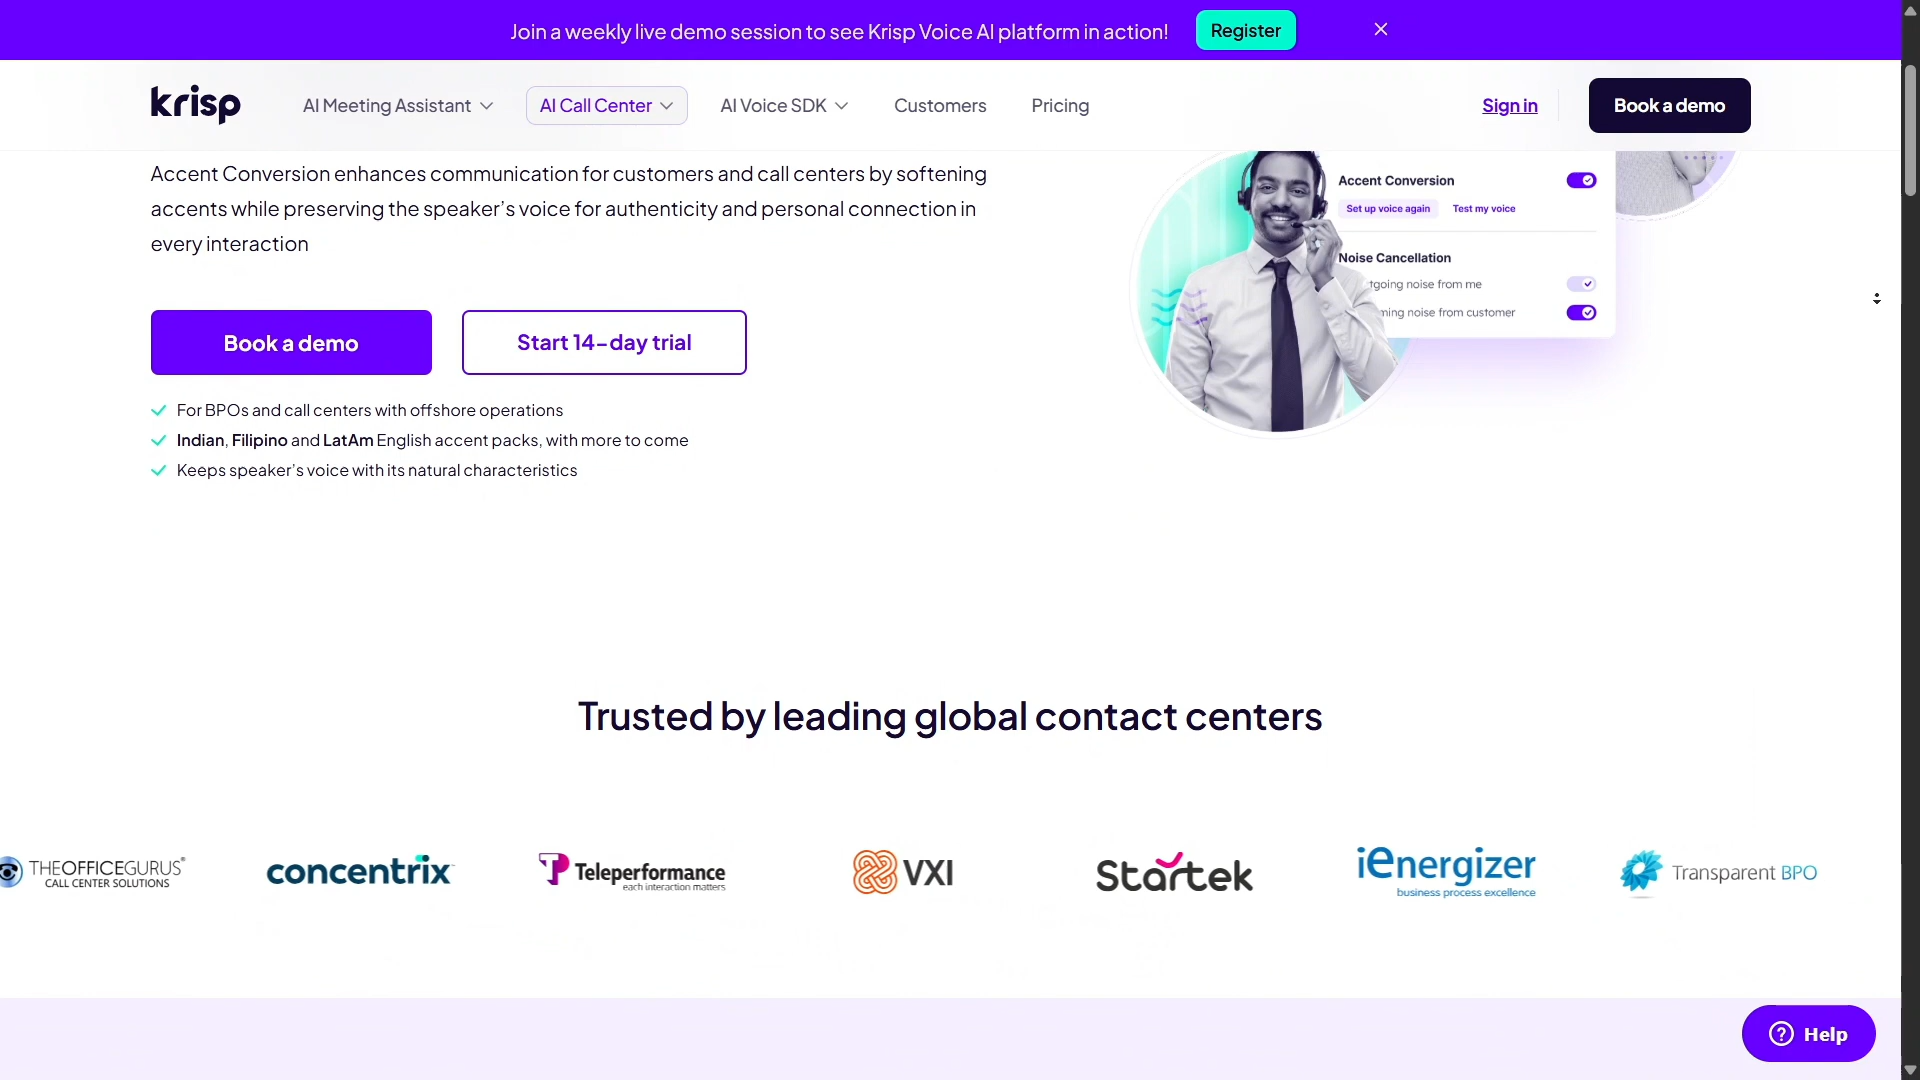 Join a weekly live demo session to see Krisp Voice AI platform in action!
Register
krisp
AI Meeting Assistant
AI Call Center
AI Voice SDK
Customers
Pricing
Sign in
Book a demo
Accent Conversion enhances communication for customers and call centers by softening
accents while preserving the speaker’s voice for authenticity and personal connection in
every interaction
Book a demo
Start 14-day trial
For BPOs and call centers with offshore operations
Indian, Filipino and LatAm English accent packs, with more to come
Keeps speaker’s voice with its natural characteristics
Accent Conversion
Set up voice again
Test my voice
Noise Cancellation
noise from me
noise from customer
Trusted by leading global contact centers
THEOFFICEGURUS®
CALL CENTER SOLUTIONS
concentrix
Teleperformance
each interaction matters
VXI
Startek
iEnergizer
business process excellence
Transparent BPO
Help